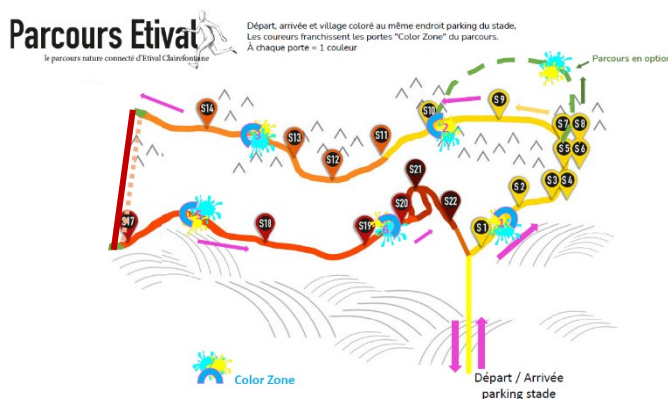 Parcours Etival
le parcours nature connecté d'Etival Clairefontaine
Départ, arrivée et village coloré au même endroit parking du stade,
Les coureurs franchissent les portes "Color Zone" du parcours.
À chaque porte = 1 couleur
Parcours en option
S14
S13
S12
S11
S10
S9
S7
S8
S5
S6
S3
S4
S2
S1
2
S21
S20
S22
S19
S18
S17
Color Zone
Départ / Arrivée
parking stade